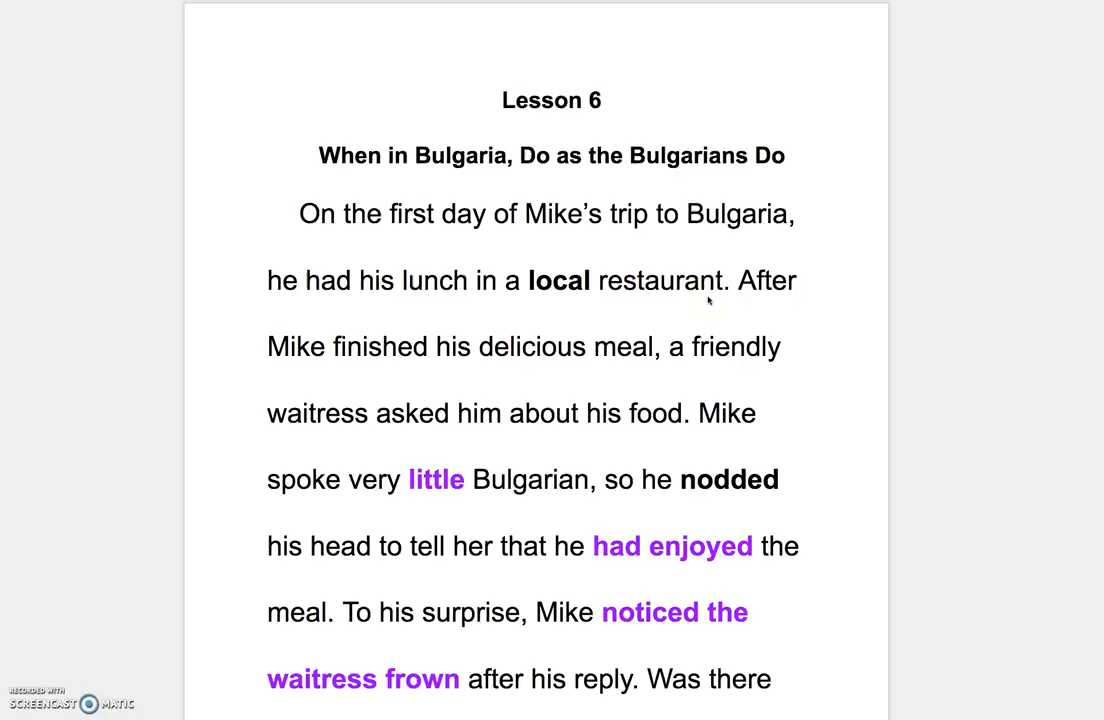 Lesson 6
When in Bulgaria, Do as the Bulgarians Do
On the first day of Mike’s trip to Bulgaria,
he had his lunch in a local restaurant. After
Mike finished his delicious meal, a friendly
waitress asked him about his food. Mike
spoke very little Bulgarian, so he nodded
his head to tell her that he had enjoyed the
meal. To his surprise, Mike noticed the
waitress frown after his reply. Was there
RECORDED WITH
SCREENCAST MATIC